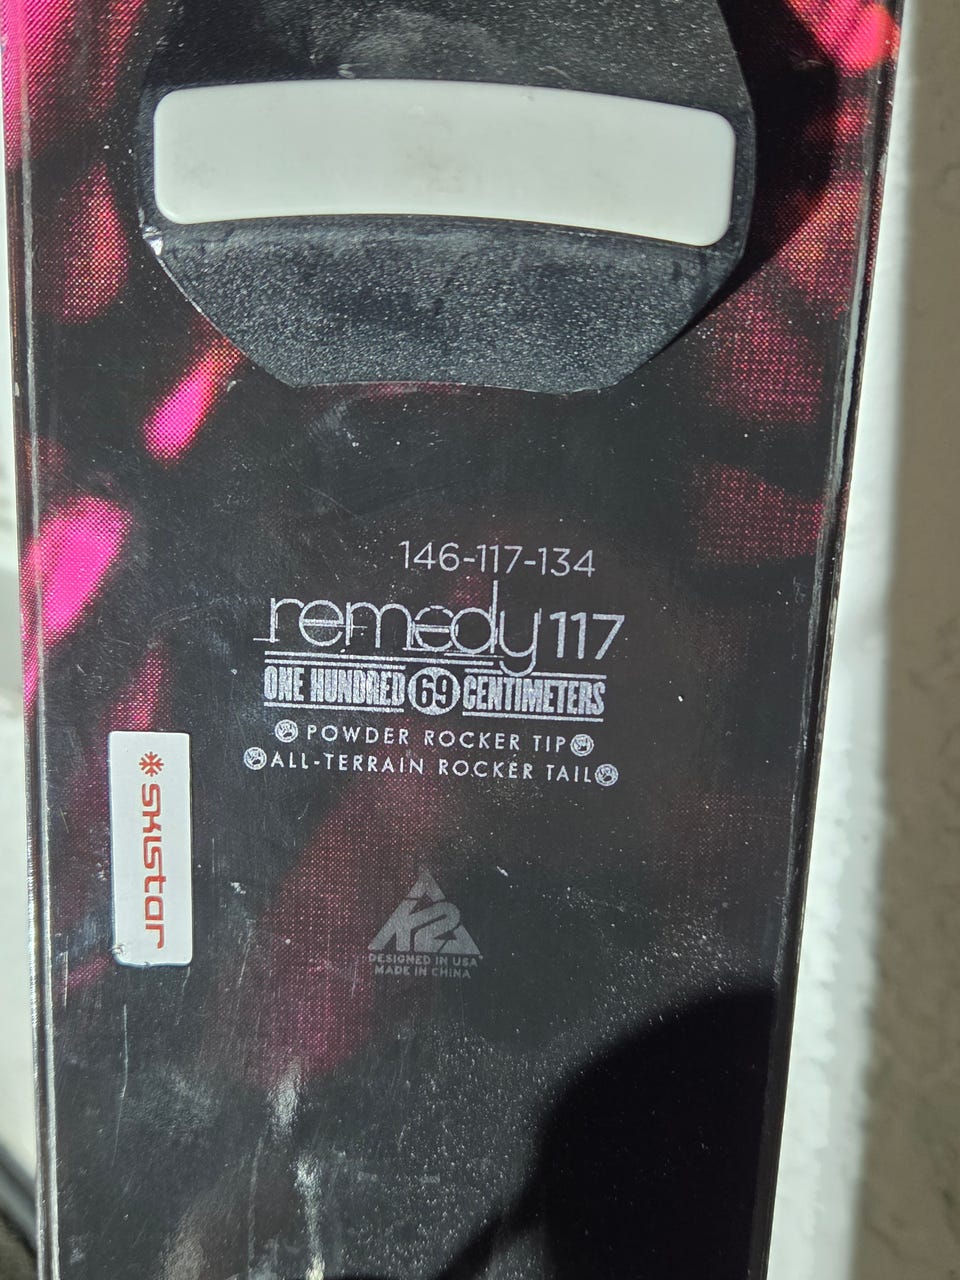 146-117-134
remedy 117
ONE HUNDRED 69 CENTIMETERS
POWDER ROCKER TIP
ALL-TERRAIN ROCKER TAIL
skistar
K2
DESIGNED IN USA
MADE IN CHINA